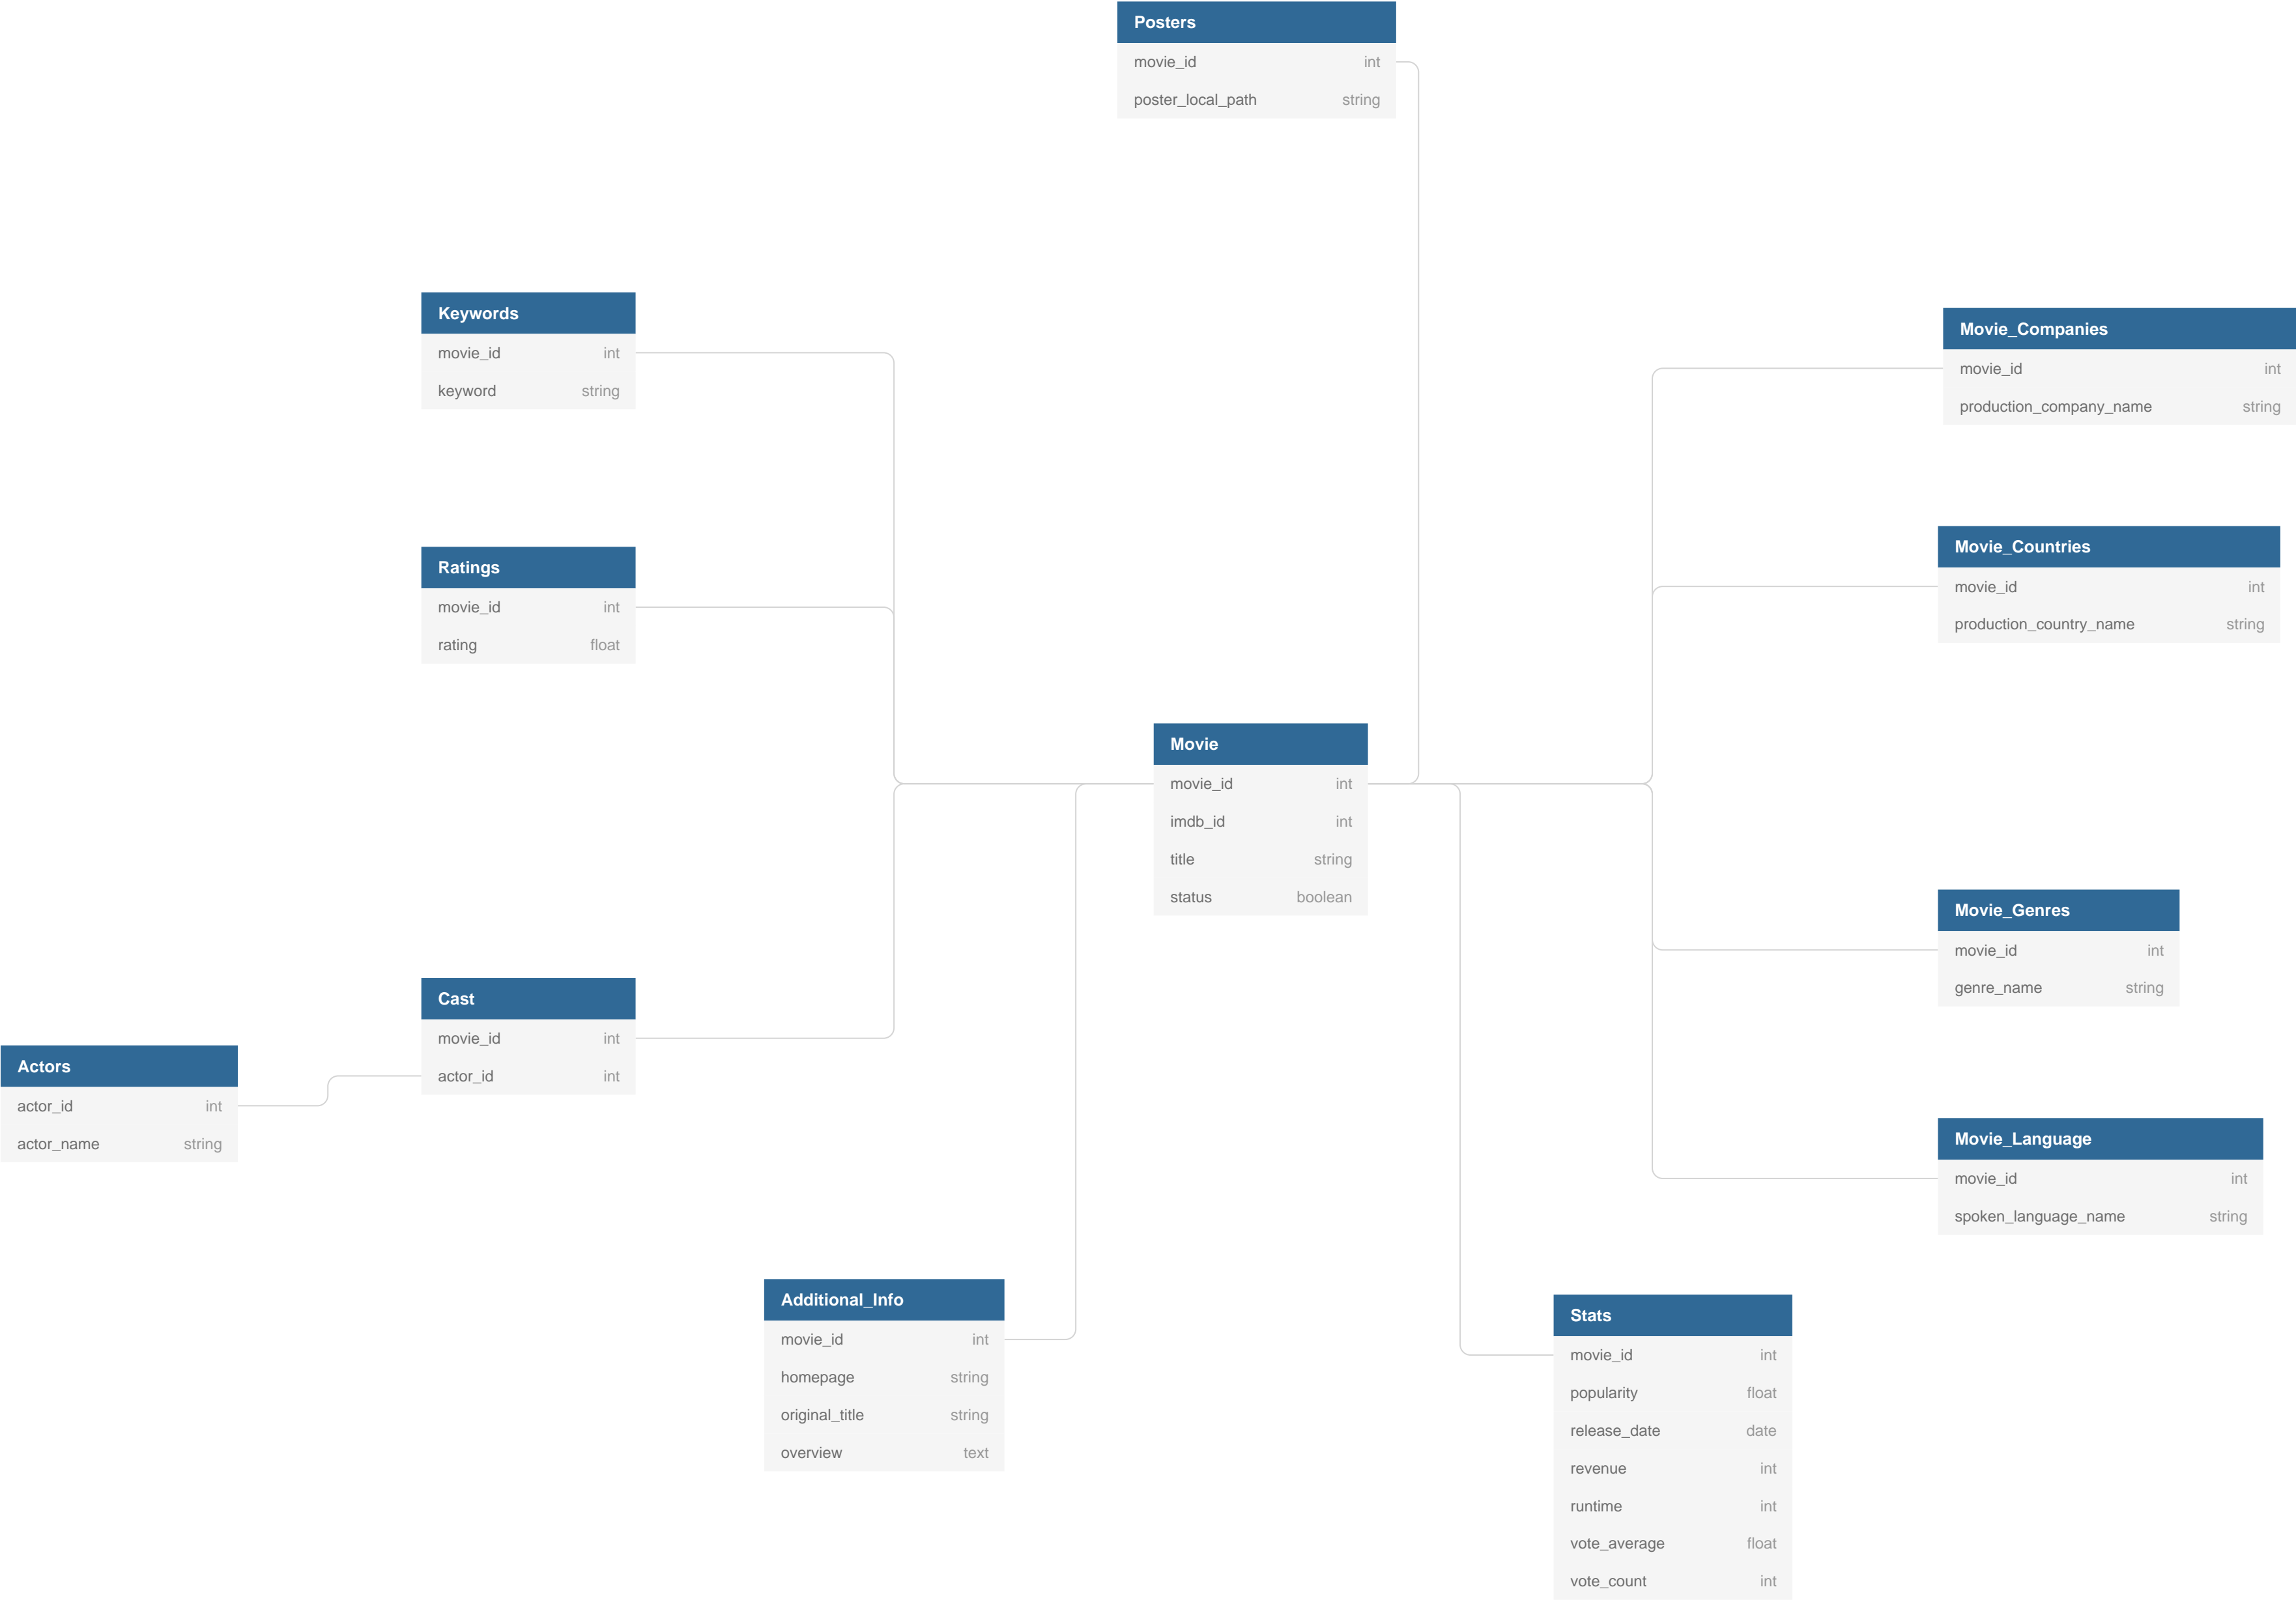 Posters
movie_id int
poster_local_path string
Keywords
movie_id int
keyword string
Movie_Companies
movie_id int
production_company_name string
Ratings
movie_id int
rating float
Movie_Countries
movie_id int
production_country_name string
Movie
movie_id int
imdb_id int
title string
status boolean
Movie_Genres
movie_id int
genre_name string
Cast
movie_id int
actor_id int
Actors
actor_id int
actor_name string
Movie_Language
movie_id int
spoken_language_name string
Additional_Info
movie_id int
homepage string
original_title string
overview text
Stats
movie_id int
popularity float
release_date date
revenue int
runtime int
vote_average float
vote_count int